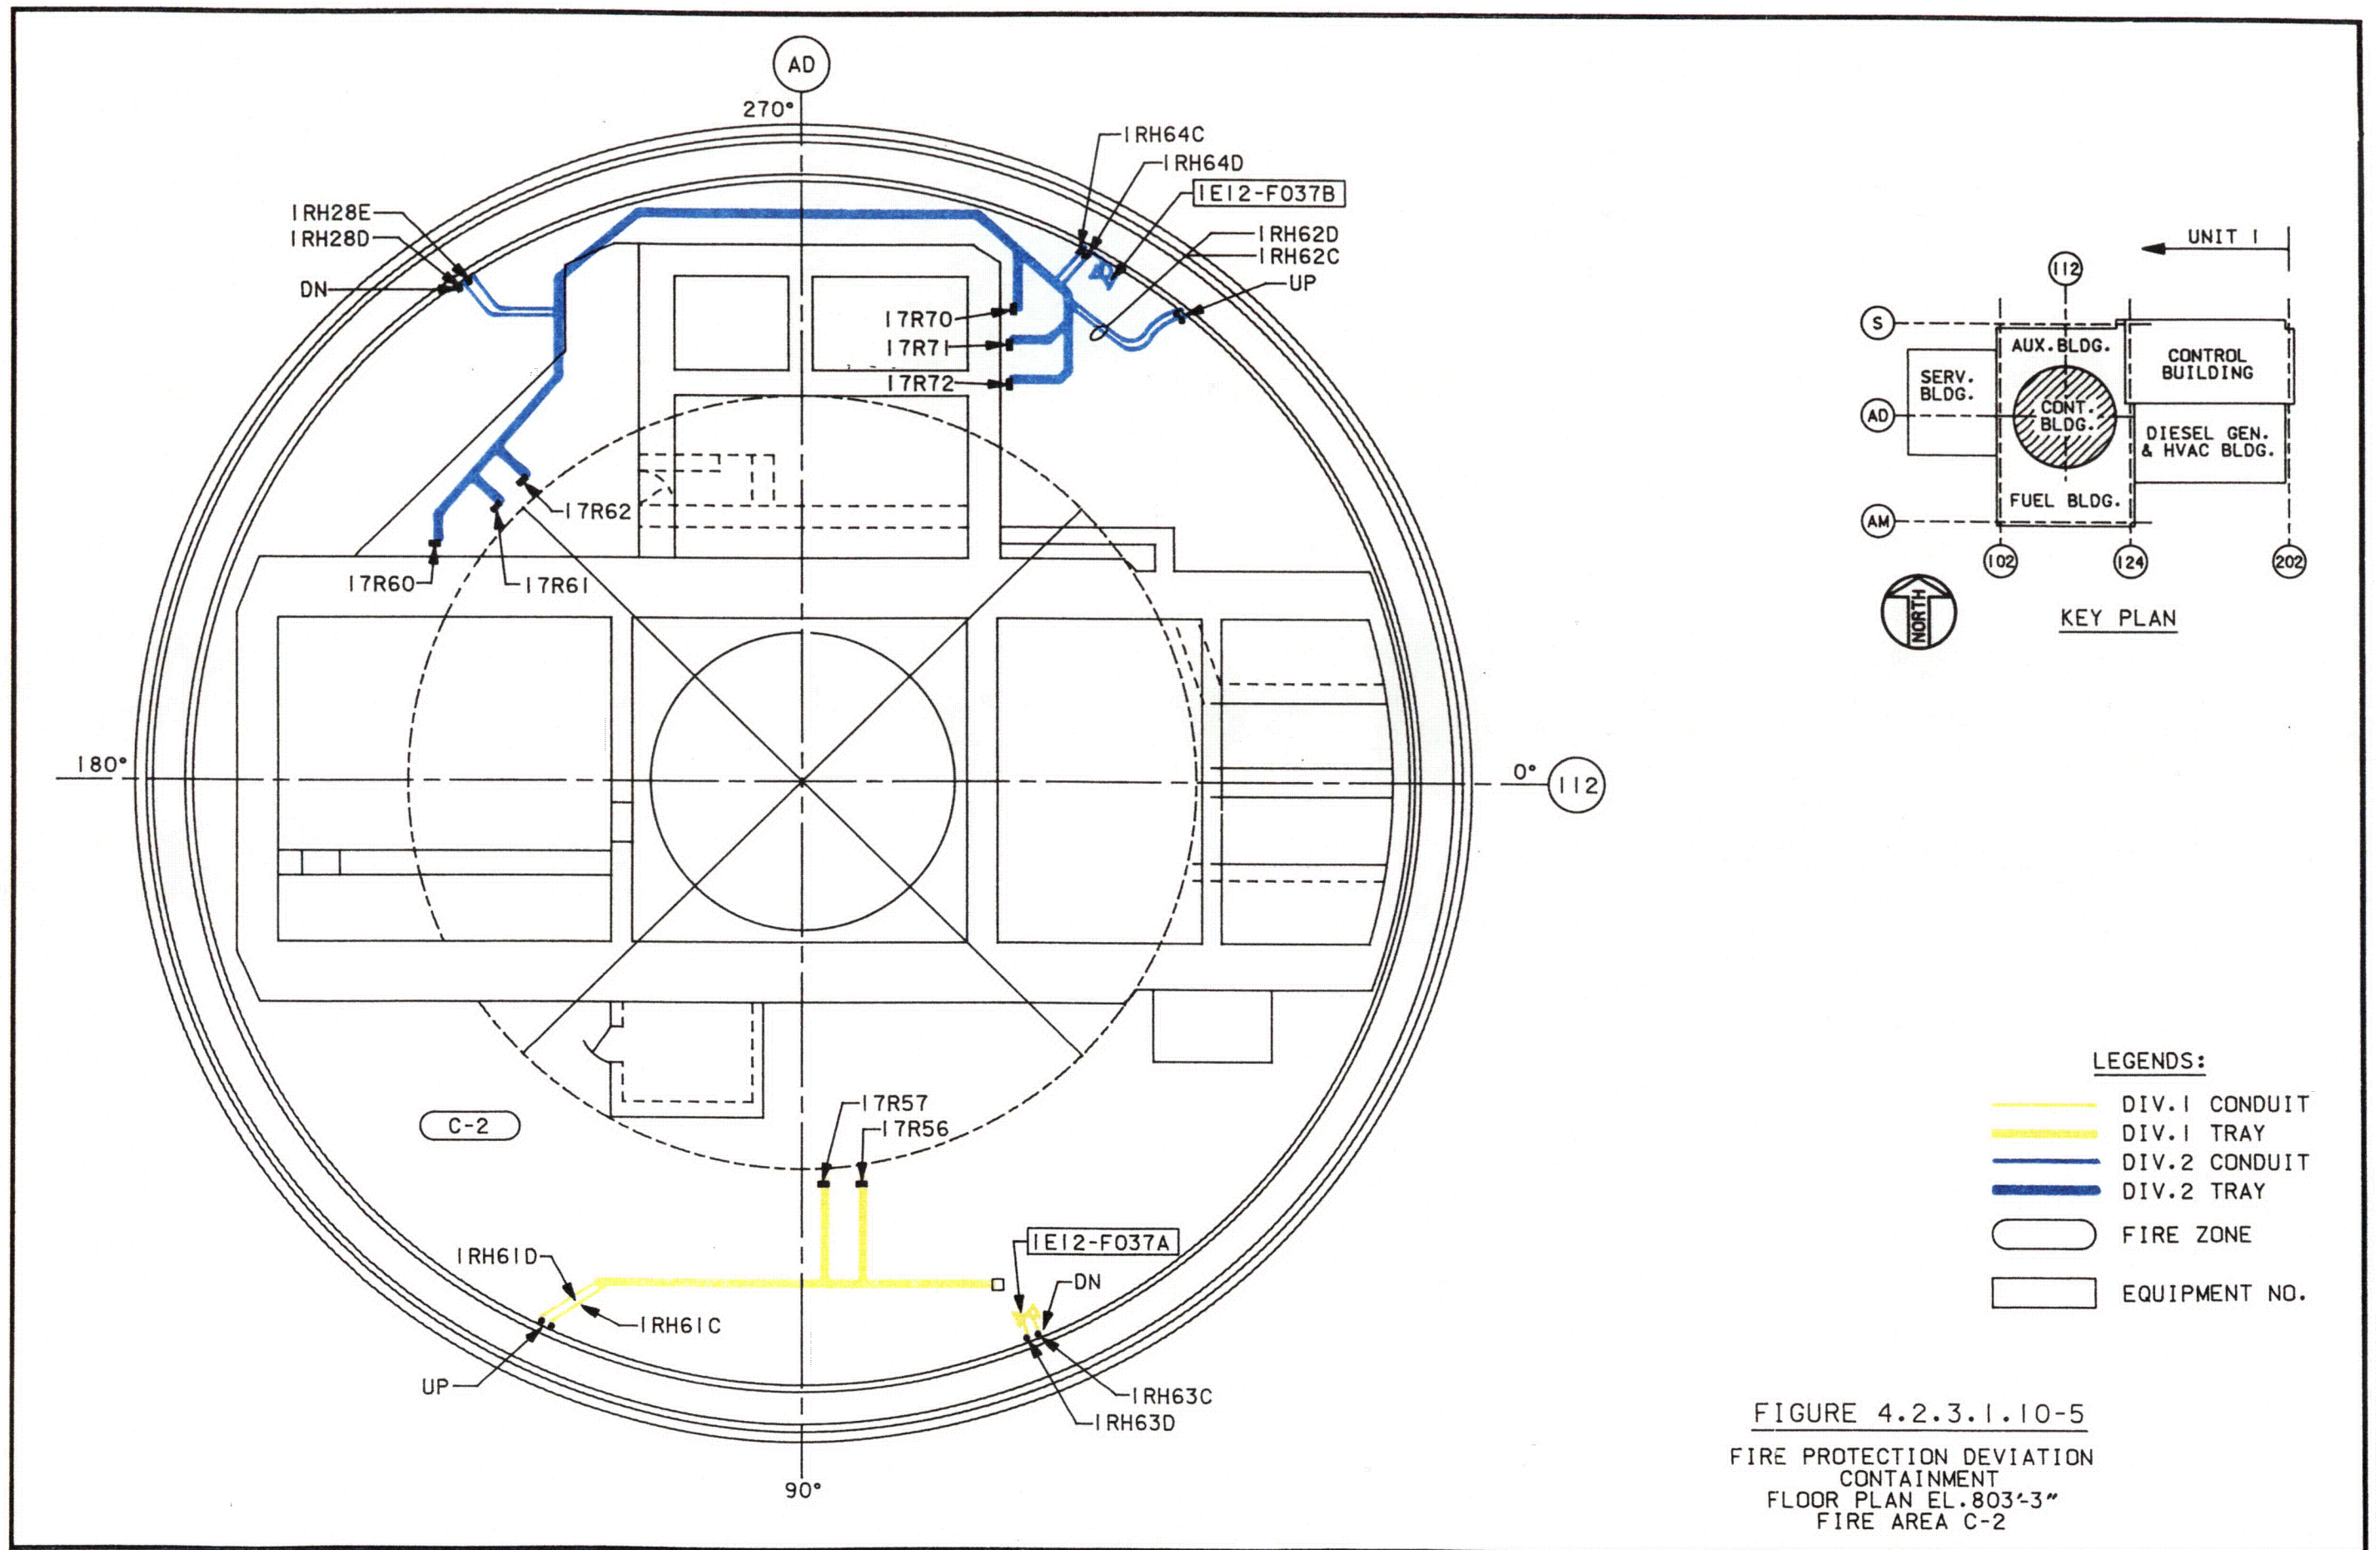 AD
270°
1RH64C
1RH64D
1E12-F037B
1RH28E
1RH28D
DN
1RH62D
1RH62C
UP
17R70
17R71
17R72
17R62
17R60
17R61
180°
0°
112
C-2
17R57
17R56
1E12-F037A
DN
1RH61D
1RH61C
UP
1RH63C
1RH63D
90°
UNIT 1
112
S
AUX.BLDG.
CONTROL
BUILDING
SERV.
BLDG.
AD
CONT.
BLDG.
DIESEL GEN.
& HVAC BLDG.
FUEL BLDG.
AM
102
124
202
NORTH
KEY PLAN
LEGENDS:
DIV.1 CONDUIT
DIV.1 TRAY
DIV.2 CONDUIT
DIV.2 TRAY
FIRE ZONE
EQUIPMENT NO.
FIGURE 4.2.3.1.10-5
FIRE PROTECTION DEVIATION
CONTAINMENT
FLOOR PLAN EL.803'-3"
FIRE AREA C-2